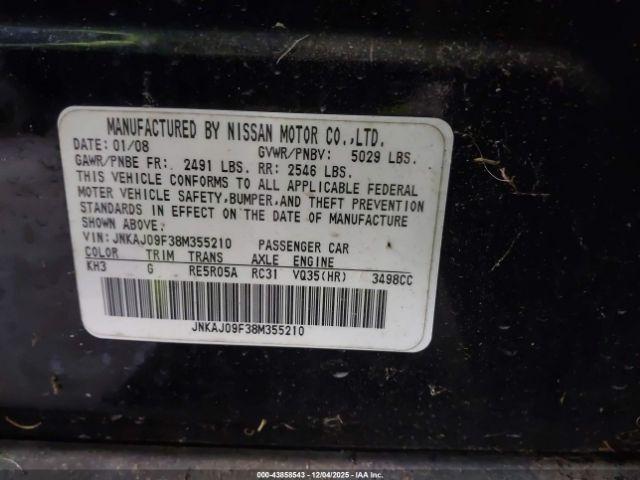 MANUFACTURED BY NISSAN MOTOR CO.,LTD.
DATE: 01/08 GVWR/PNBV: 5029 LBS.
GAWR/PNBE FR: 2491 LBS. RR: 2546 LBS.
THIS VEHICLE CONFORMS TO ALL APPLICABLE FEDERAL
MOTOR VEHICLE SAFETY,BUMPER,AND THEFT PREVENTION
STANDARDS IN EFFECT ON THE DATE OF MANUFACTURE
SHOWN ABOVE.
VIN: JNKAJ09F38M355210 PASSENGER CAR
COLOR TRIM TRANS AXLE ENGINE
KH3 G RE5R05A RC31 VQ35(HR) 3498CC
JNKAJ09F38M355210
000-43858543 - 12/04/2025 - IAAI.com